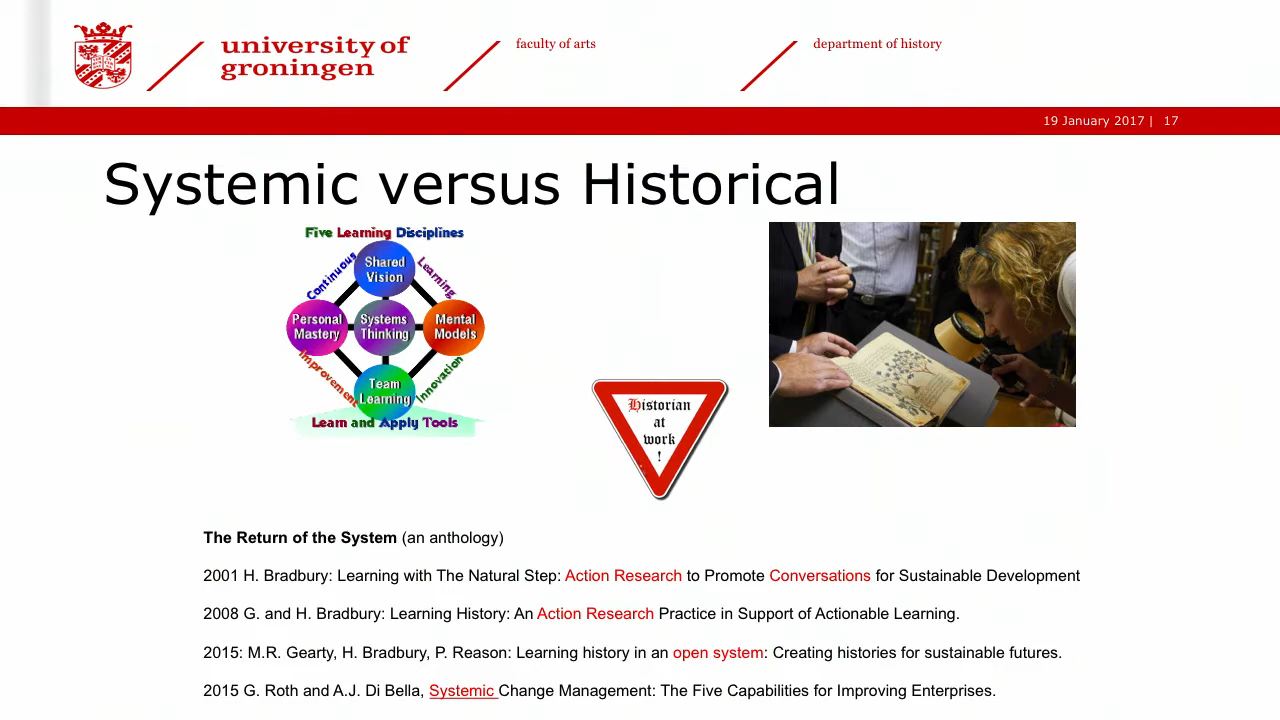 university of
groningen
faculty of arts
department of history
19 January 2017 | 17
Systemic versus Historical
Five Learning Disciplines
Continuous
Learning
Shared
Vision
Personal
Mastery
Systems
Thinking
Mental
Models
Team
Learning
Improvement
Innovation
Learn and Apply Tools
Historian
at
work
!
The Return of the System (an anthology)
2001 H. Bradbury: Learning with The Natural Step: Action Research to Promote Conversations for Sustainable Development
2008 G. and H. Bradbury: Learning History: An Action Research Practice in Support of Actionable Learning.
2015: M.R. Gearty, H. Bradbury, P. Reason: Learning history in an open system: Creating histories for sustainable futures.
2015 G. Roth and A.J. Di Bella, Systemic Change Management: The Five Capabilities for Improving Enterprises.